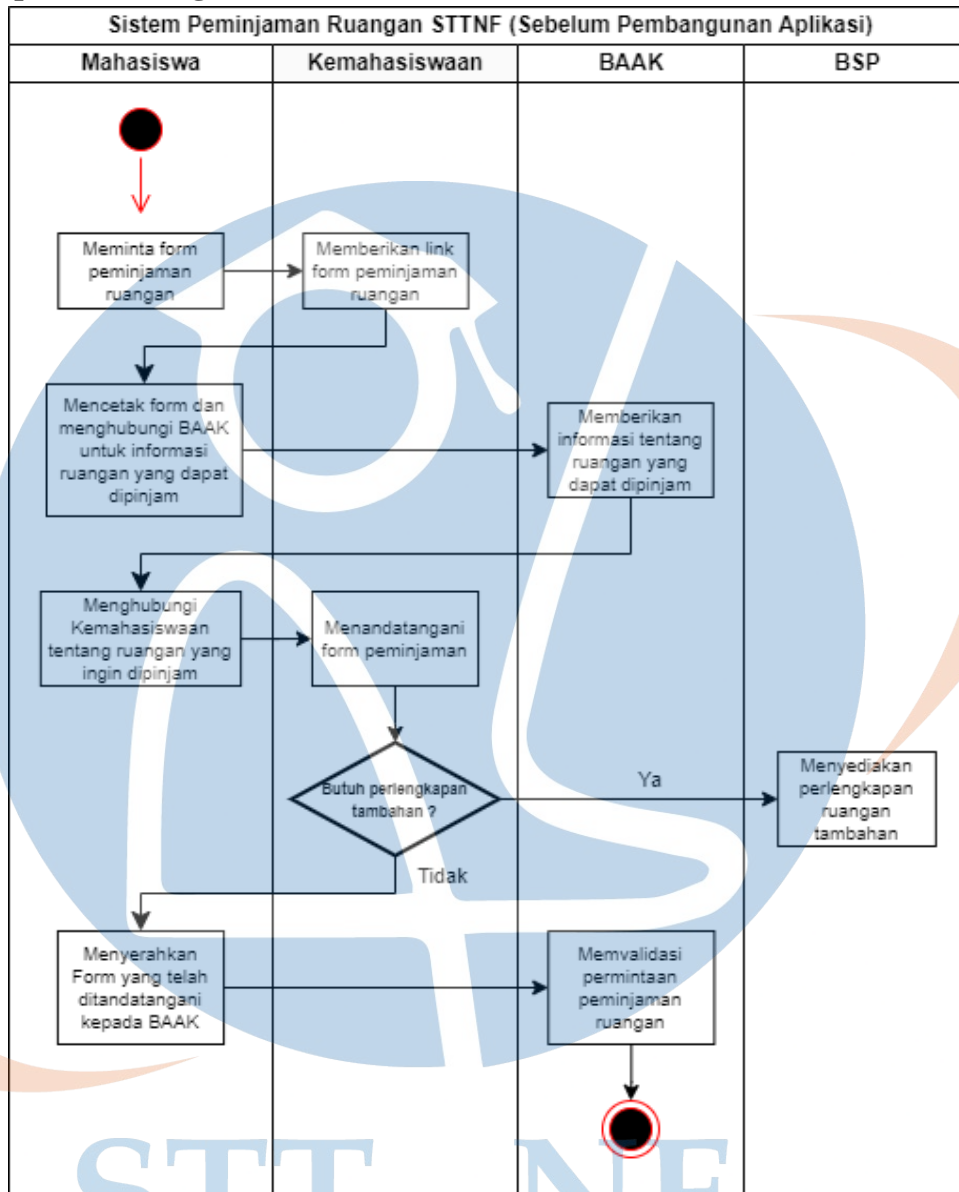 Sistem Peminjaman Ruangan STTNF (Sebelum Pembangunan Aplikasi)
Mahasiswa
Kemahasiswaan
BAAK
BSP
Meminta form
peminjaman
ruangan
Memberikan link
form peminjaman
ruangan
Mencetak form dan
menghubungi BAAK
untuk informasi
ruangan yang dapat
dipinjam
Memberikan
informasi tentang
ruangan yang
dapat dipinjam
Menghubungi
Kemahasiswaan
tentang ruangan yang
ingin dipinjam
Menandatangani
form peminjaman
Butuh perlengkapan
tambahan ?
Ya
Menyediakan
perlengkapan
ruangan
tambahan
Tidak
Menyerahkan
Form yang telah
ditandatangani
kepada BAAK
Memvalidasi
permintaan
peminjaman
ruangan
STT - NF